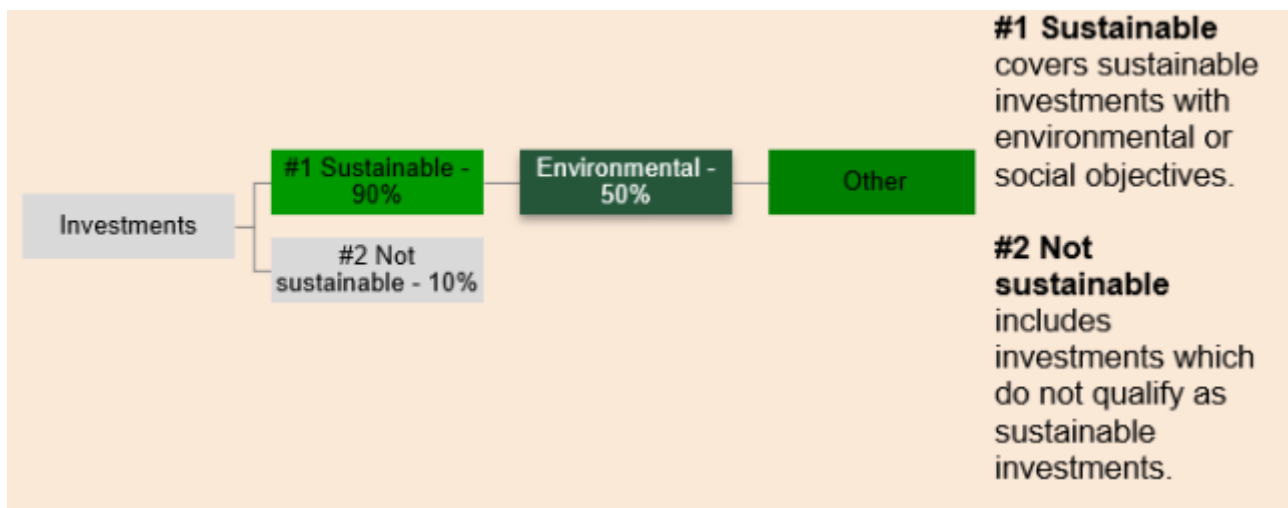 Investments
#1 Sustainable -
90%
#2 Not
sustainable - 10%
Environmental -
50%
Other
#1 Sustainable
covers sustainable
investments with
environmental or
social objectives.
#2 Not
sustainable
includes
investments which
do not qualify as
sustainable
investments.